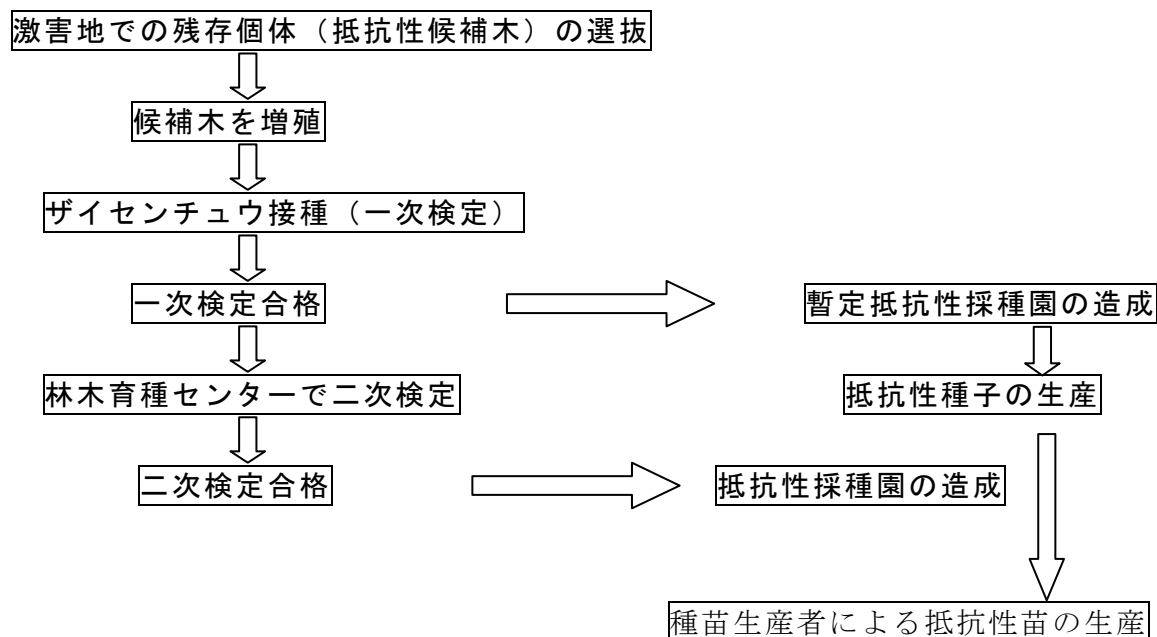 激害地での残存個体（抵抗性候補木）の選抜
候補木を増殖
ザイセンチュウ接種（一次検定）
一次検定合格
暫定抵抗性採種園の造成
林木育種センターで二次検定
抵抗性種子の生産
二次検定合格
抵抗性採種園の造成
種苗生産者による抵抗性苗の生産